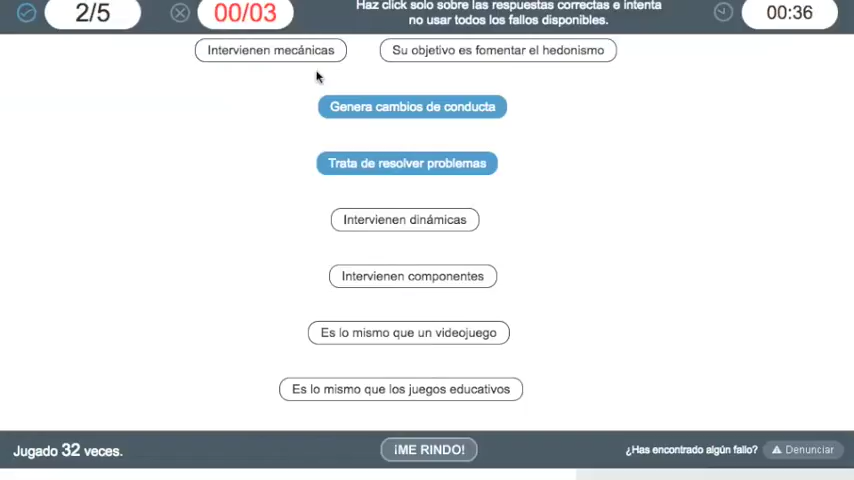 2/5
00/03
Haz click solo sobre las respuestas correctas e intenta
no usar todos los fallos disponibles.
00:36
Intervienen mecánicas
Su objetivo es fomentar el hedonismo
Genera cambios de conducta
Trata de resolver problemas
Intervienen dinámicas
Intervienen componentes
Es lo mismo que un videojuego
Es lo mismo que los juegos educativos
Jugado 32 veces.
¡ME RINDO!
¿Has encontrado algún fallo?
Denunciar